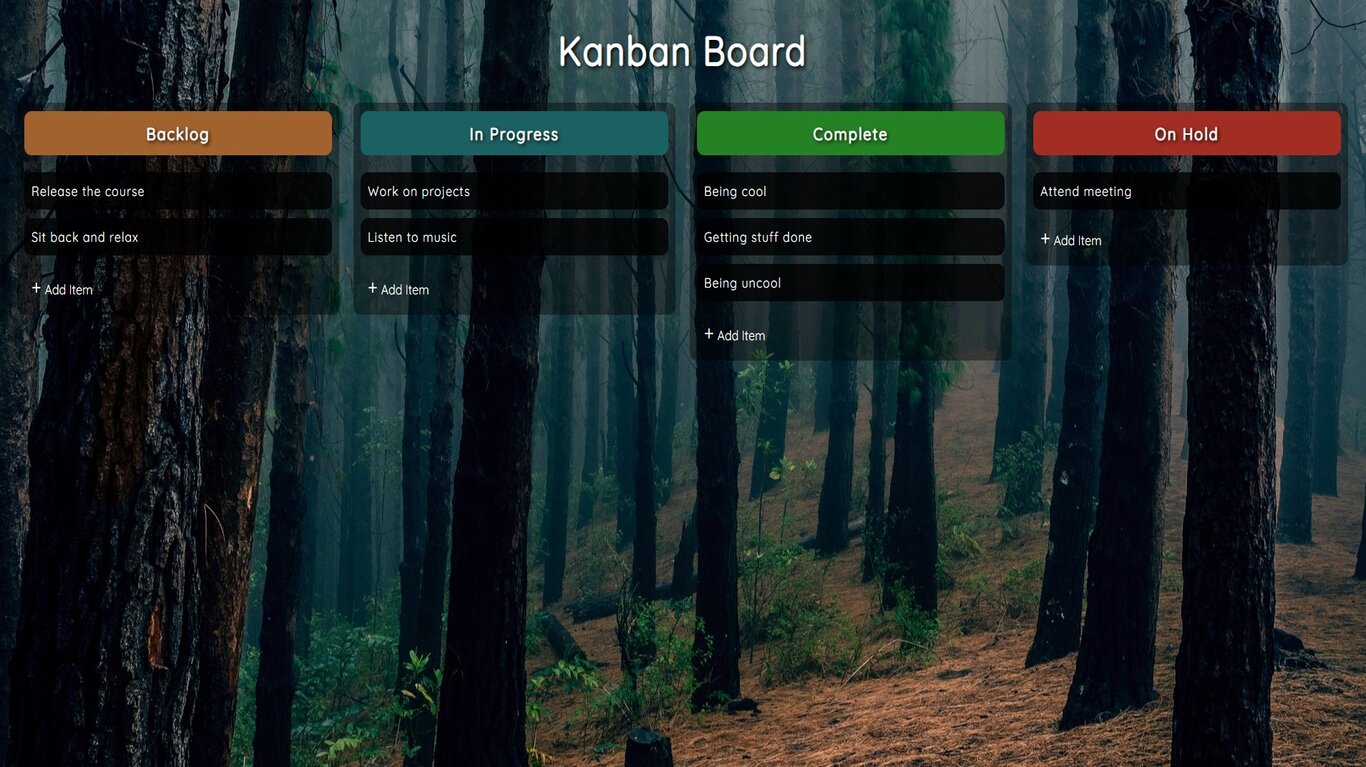 Kanban Board
Backlog
Release the course
Sit back and relax
+ Add Item
In Progress
Work on projects
Listen to music
+ Add Item
Complete
Being cool
Getting stuff done
Being uncool
+ Add Item
On Hold
Attend meeting
+ Add Item